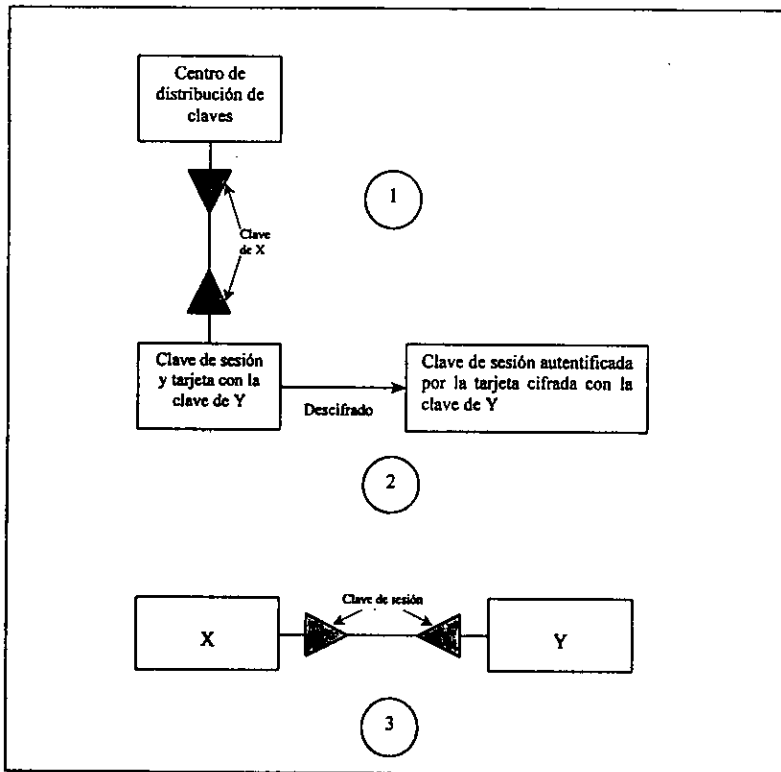 Centro de
distribución de
claves
1
Clave
de X
Clave de sesión
y tarjeta con la
clave de Y
Descifrado
Clave de sesión autentificada
por la tarjeta cifrada con la
clave de Y
2
Clave de sesión
X
Y
3